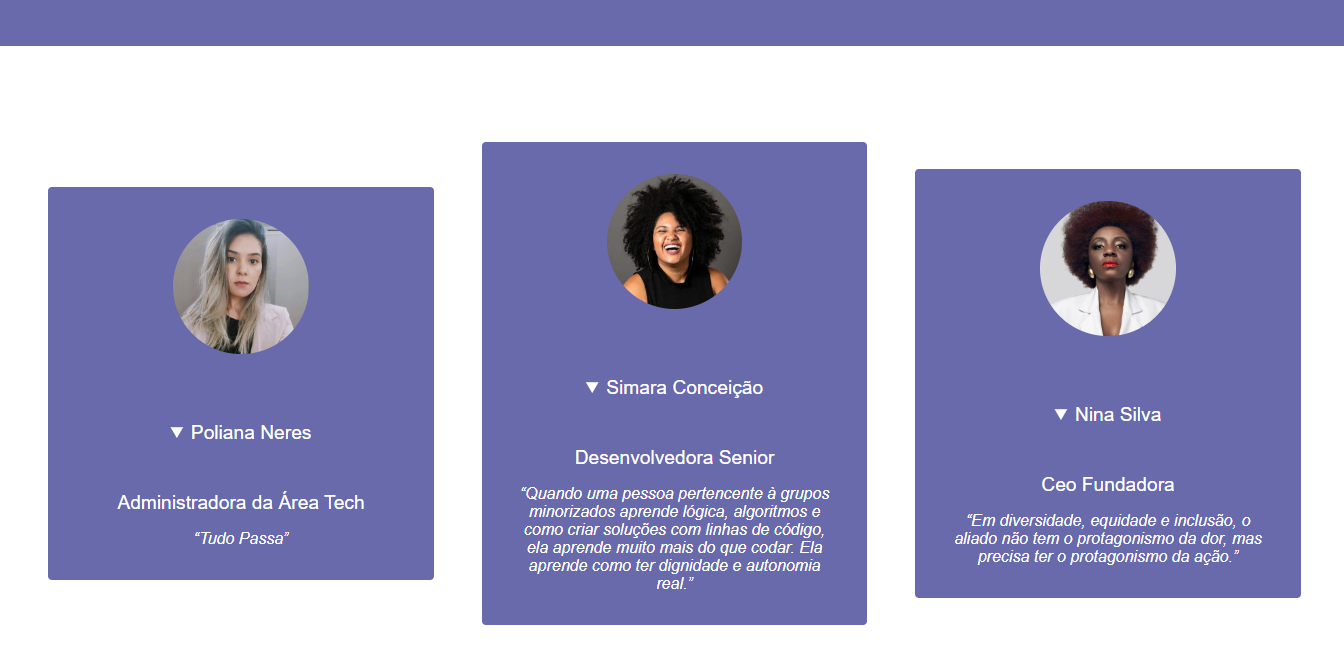 Poliana Neres
Administradora da Área Tech
“Tudo Passa”
Simara Conceição
Desenvolvedora Senior
“Quando uma pessoa pertencente à grupos
minorizados aprende lógica, algoritmos e
como criar soluções com linhas de código,
ela aprende muito mais do que codar. Ela
aprende como ter dignidade e autonomia
real.”
Nina Silva
Ceo Fundadora
“Em diversidade, equidade e inclusão, o
aliado não tem o protagonismo da dor, mas
precisa ter o protagonismo da ação.”